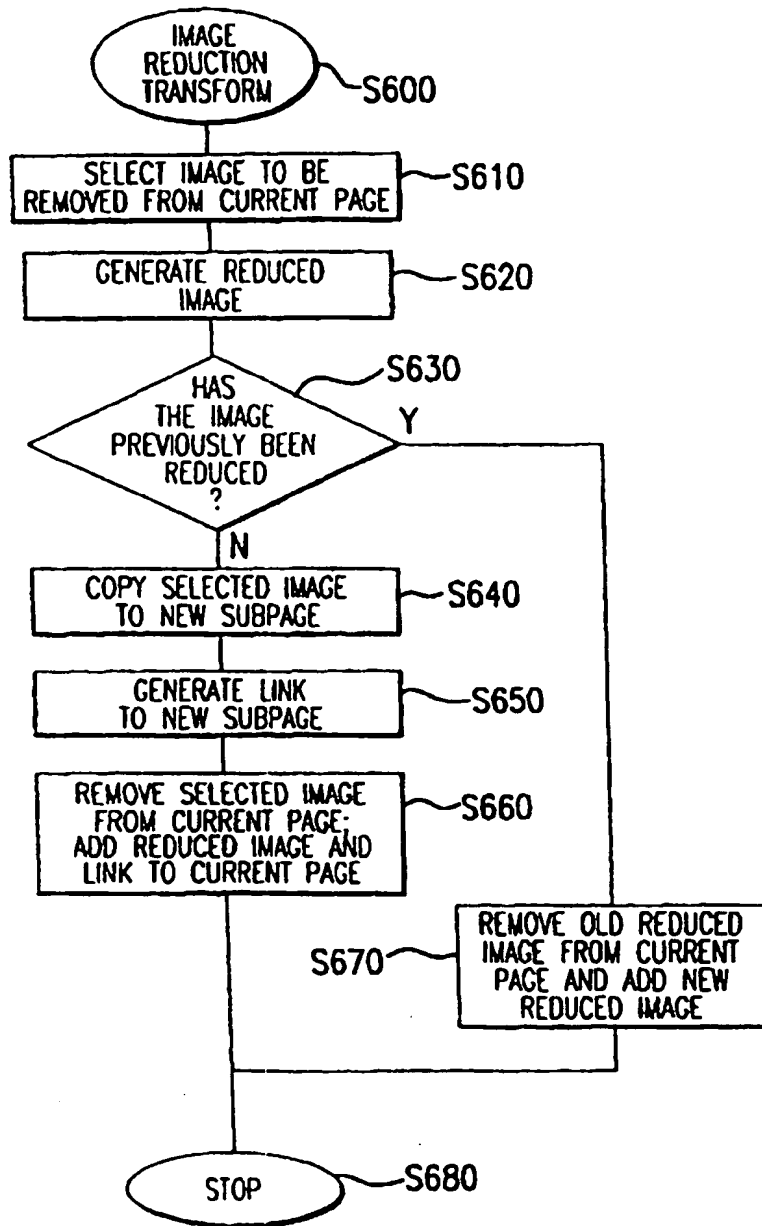 IMAGE
REDUCTION
TRANSFORM
S600
SELECT IMAGE TO BE
REMOVED FROM CURRENT PAGE
S610
GENERATE REDUCED
IMAGE
S620
HAS
THE IMAGE
PREVIOUSLY BEEN
REDUCED
?
S630
Y
N
COPY SELECTED IMAGE
TO NEW SUBPAGE
S640
GENERATE LINK
TO NEW SUBPAGE
S650
REMOVE SELECTED IMAGE
FROM CURRENT PAGE;
ADD REDUCED IMAGE AND
LINK TO CURRENT PAGE
S660
REMOVE OLD REDUCED
IMAGE FROM CURRENT
PAGE AND ADD NEW
REDUCED IMAGE
S670
STOP
S680